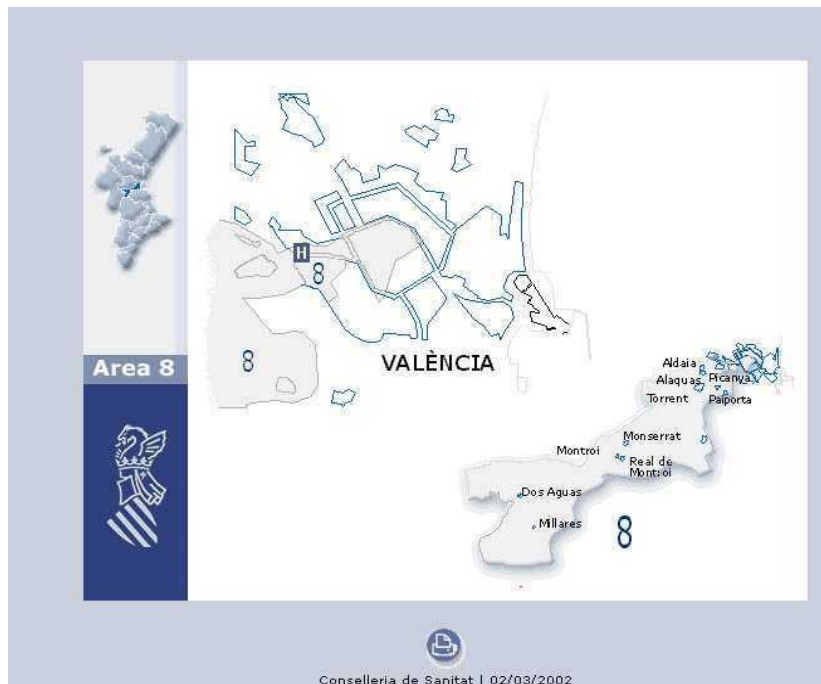 Area 8
H
8
8
VALÈNCIA
Aldaia
Alaquas
Picanya
Torrent
Paiporta
Monserrat
Montroi
Real de
Montroi
Dos Aguas
Millares
8
Conselleria de Sanitat | 02/03/2002